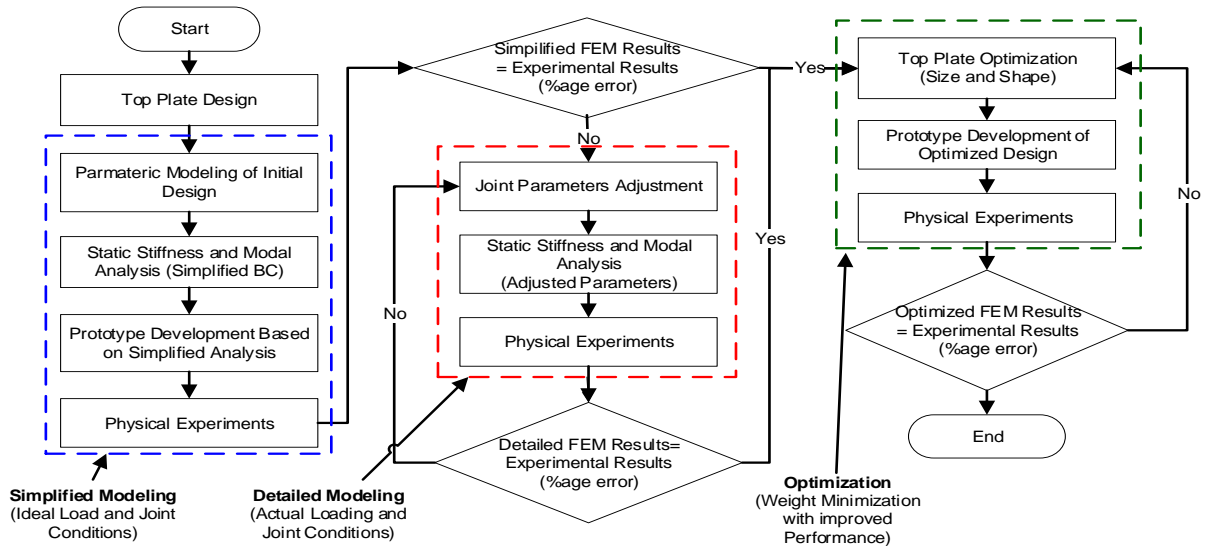 Start
Top Plate Design
Parmateric Modeling of Initial
Design
Static Stiffness and Modal
Analysis (Simplified BC)
Prototype Development Based
on Simplified Analysis
Physical Experiments
Simplified Modeling
(Ideal Load and Joint
Conditions)
Simpilified FEM Results
= Experimental Results
(%age error)
Yes
No
Joint Parameters Adjustment
Static Stiffness and Modal
Analysis
(Adjusted Parameters)
Physical Experiments
No
Yes
Detailed FEM Results=
Experimental Results
(%age error)
Detailed Modeling
(Actual Loading and
Joint Conditions)
Top Plate Optimization
(Size and Shape)
Prototype Development of
Optimized Design
Physical Experiments
No
Optimized FEM Results
= Experimental Results
(%age error)
End
Optimization
(Weight Minimization
with improved
Performance)